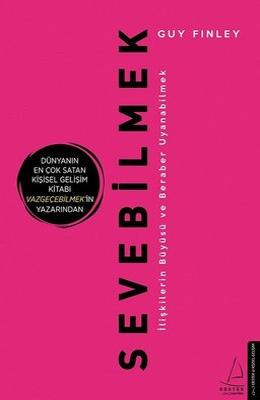 GUY FINLEY
SEVEBİLMEK
İlişkilerin Büyüsü ve Beraber Uyanabilmek
DÜNYANIN
EN ÇOK SATAN
KİŞİSEL GELİŞİM
KİTABI
VAZGEÇEBİLMEK'İN
YAZARINDAN
DESTEK